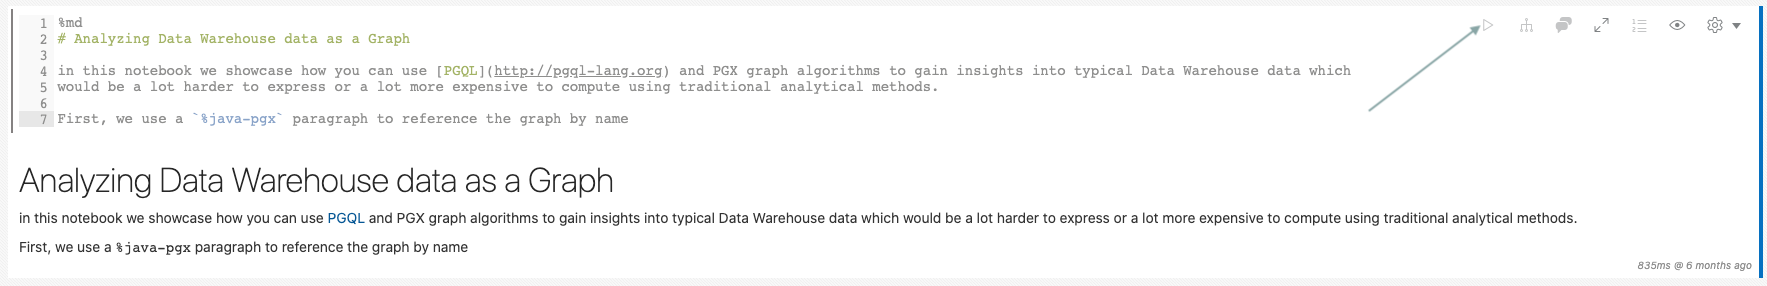 1 %md
2 # Analyzing Data Warehouse data as a Graph
3
4 in this notebook we showcase how you can use [PGQL](http://pgql-lang.org) and PGX graph algorithms to gain insights into typical Data Warehouse data which
5 would be a lot harder to express or a lot more expensive to compute using traditional analytical methods.
6
7 First, we use a `%java-pgx` paragraph to reference the graph by name
Analyzing Data Warehouse data as a Graph
in this notebook we showcase how you can use PGQL and PGX graph algorithms to gain insights into typical Data Warehouse data which would be a lot harder to express or a lot more expensive to compute using traditional analytical methods.
First, we use a %java-pgx paragraph to reference the graph by name
835ms @ 6 months ago